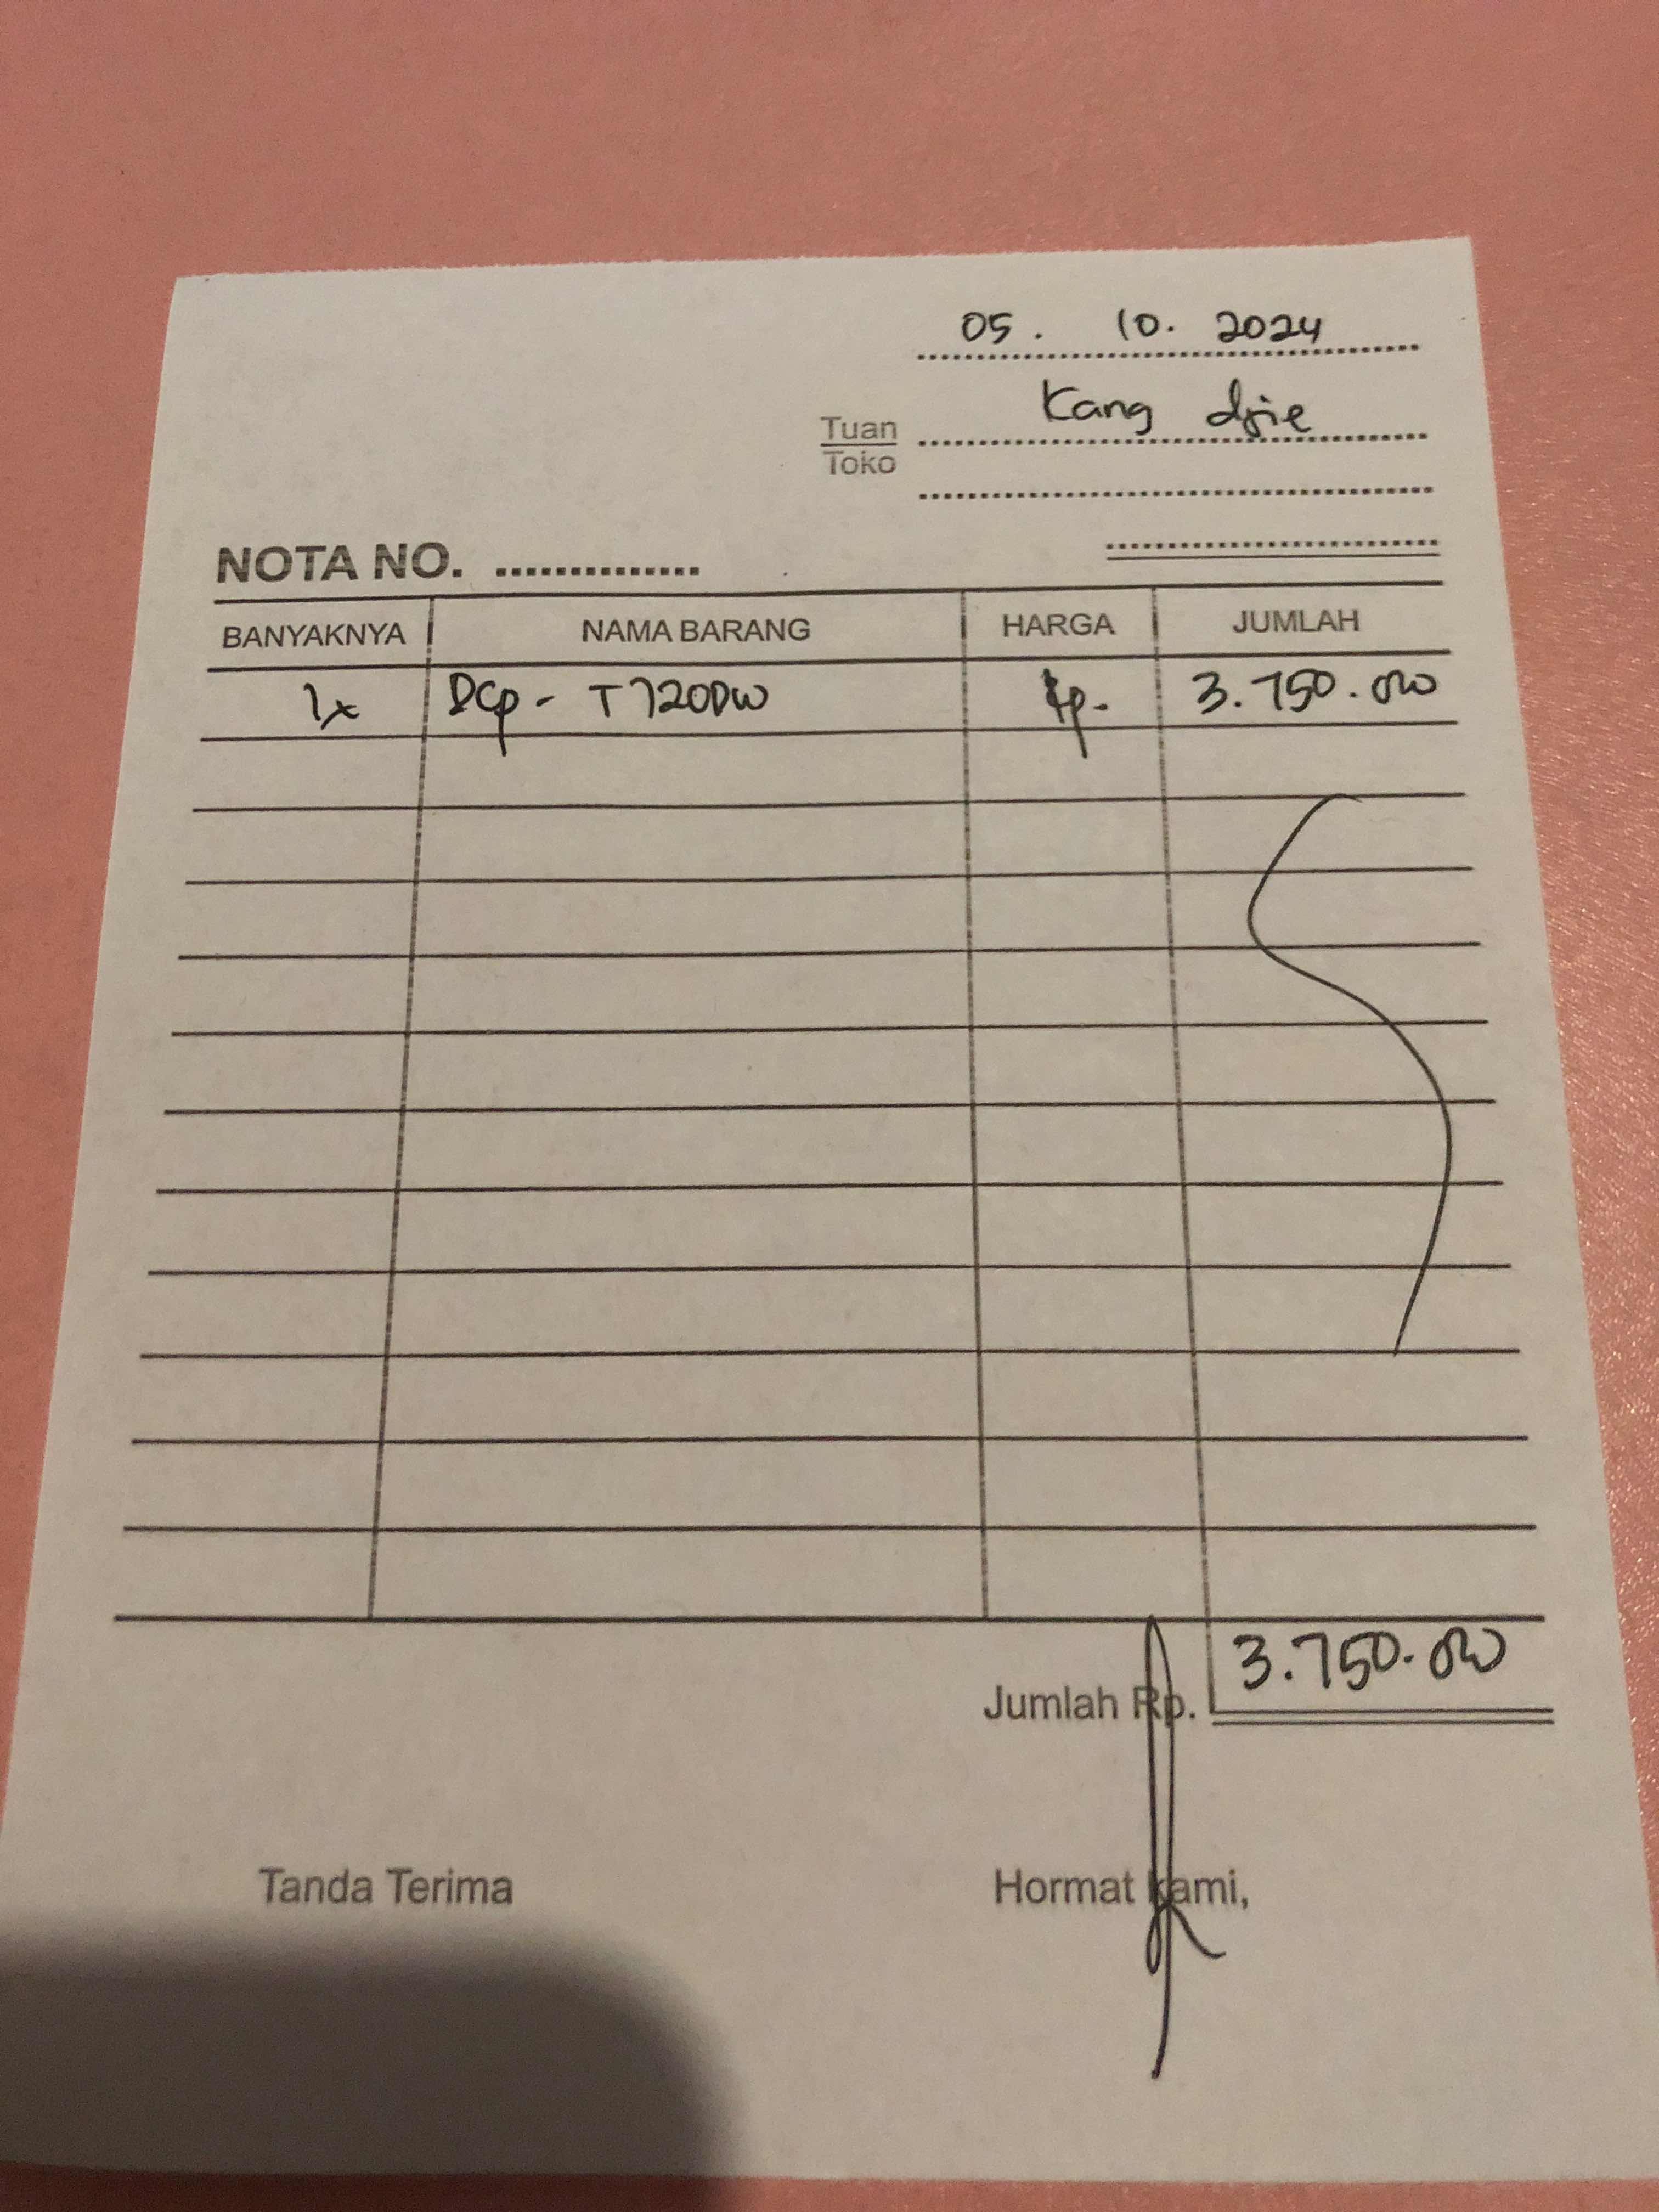 05. 10. 2024
Tuan Kang djie
Toko
NOTA NO. ..............
BANYAKNYA NAMA BARANG HARGA JUMLAH
1x DCp - T720DW Rp. 3.750.000
Jumlah Rp. 3.750.000
Tanda Terima Hormat kami,